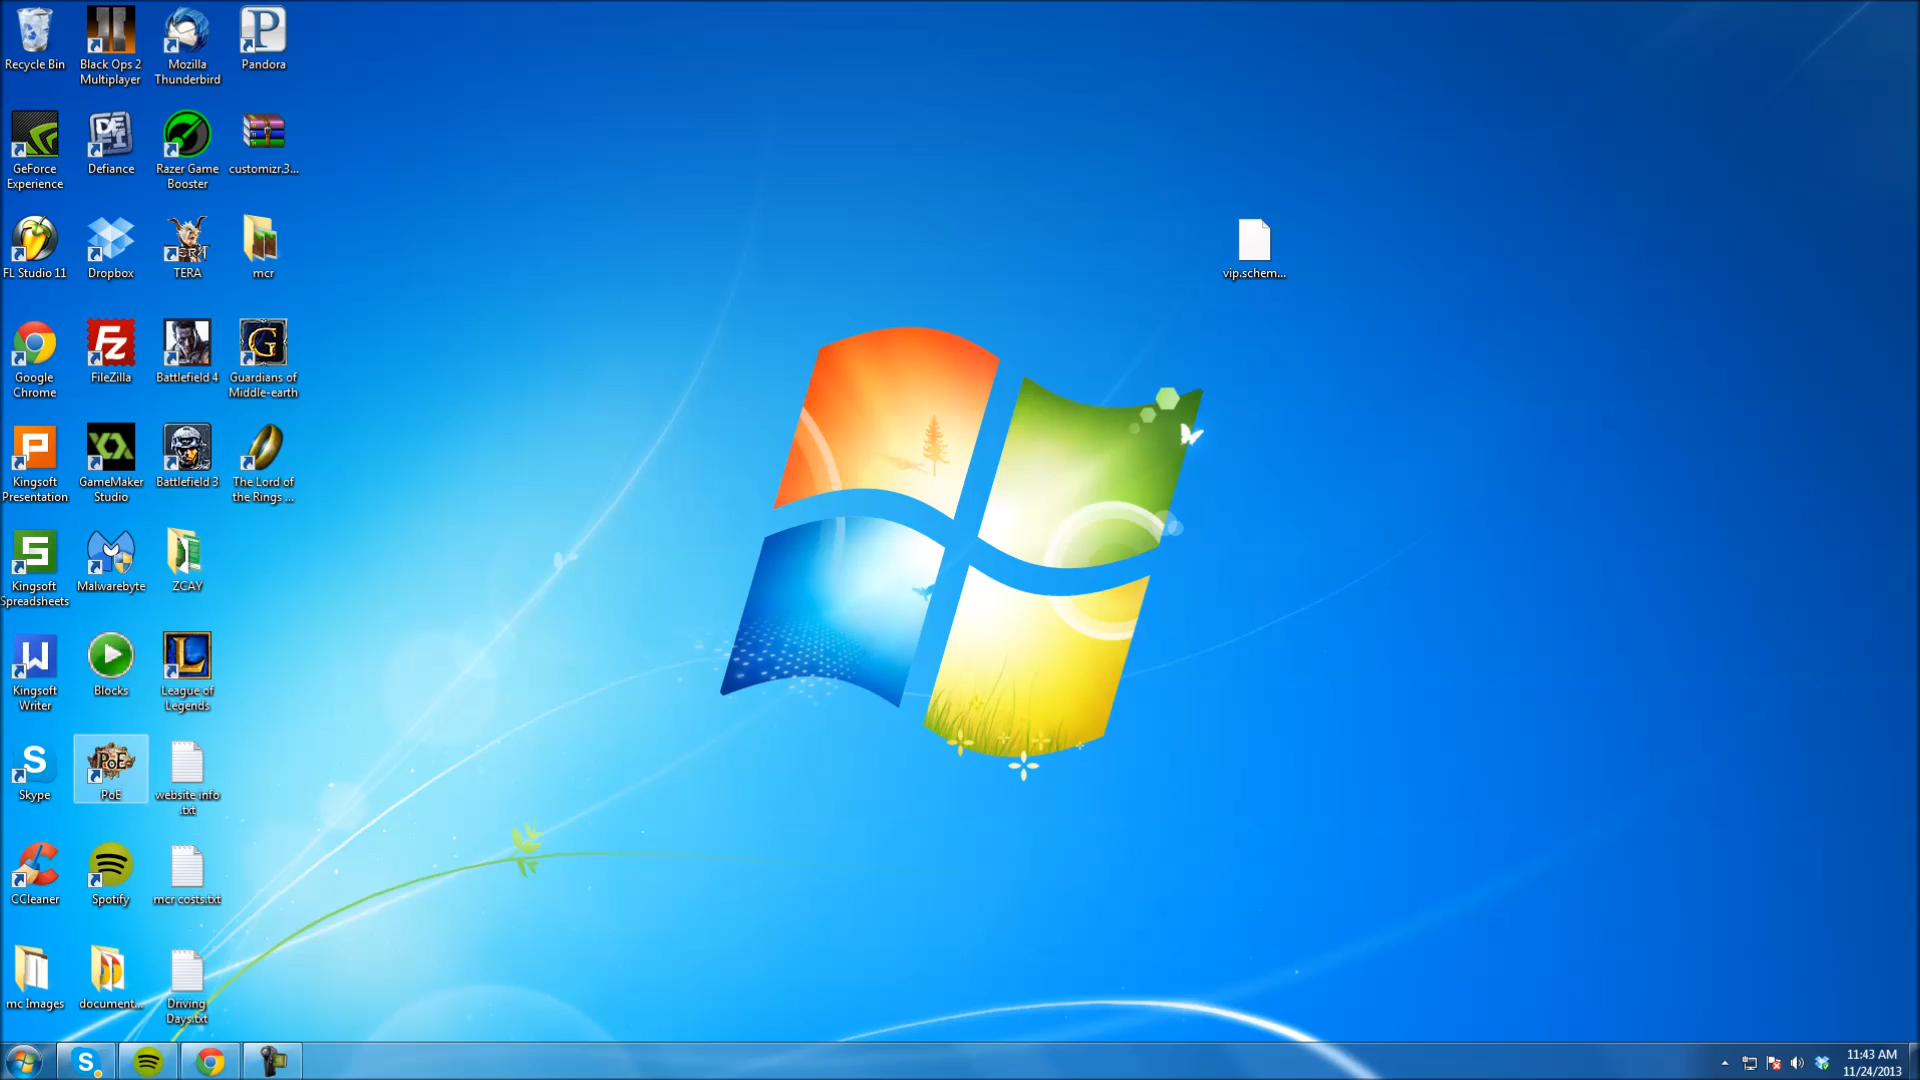 Recycle Bin
Black Ops 2
Multiplayer
Mozilla
Thunderbird
P
Pandora
GeForce
Experience
DEFI
Defiance
Razer Game
Booster
customizr.3...
FL Studio 11
Dropbox
TERA
TERA
mcr
Google
Chrome
FZ
FileZilla
Battlefield 4
G
Guardians of
Middle-earth
P
Kingsoft
Presentation
GameMaker
Studio
Battlefield 3
The Lord of
the Rings ...
S
Kingsoft
Spreadsheets
Malwarebyte
ZCAY
W
Kingsoft
Writer
Blocks
L
League of
Legends
S
Skype
PoE
PoE
website info
.txt
CCleaner
Spotify
mcr costs.txt
mc Images
document...
Driving
Days.txt
vip.schem...
S
11:43 AM
11/24/2013